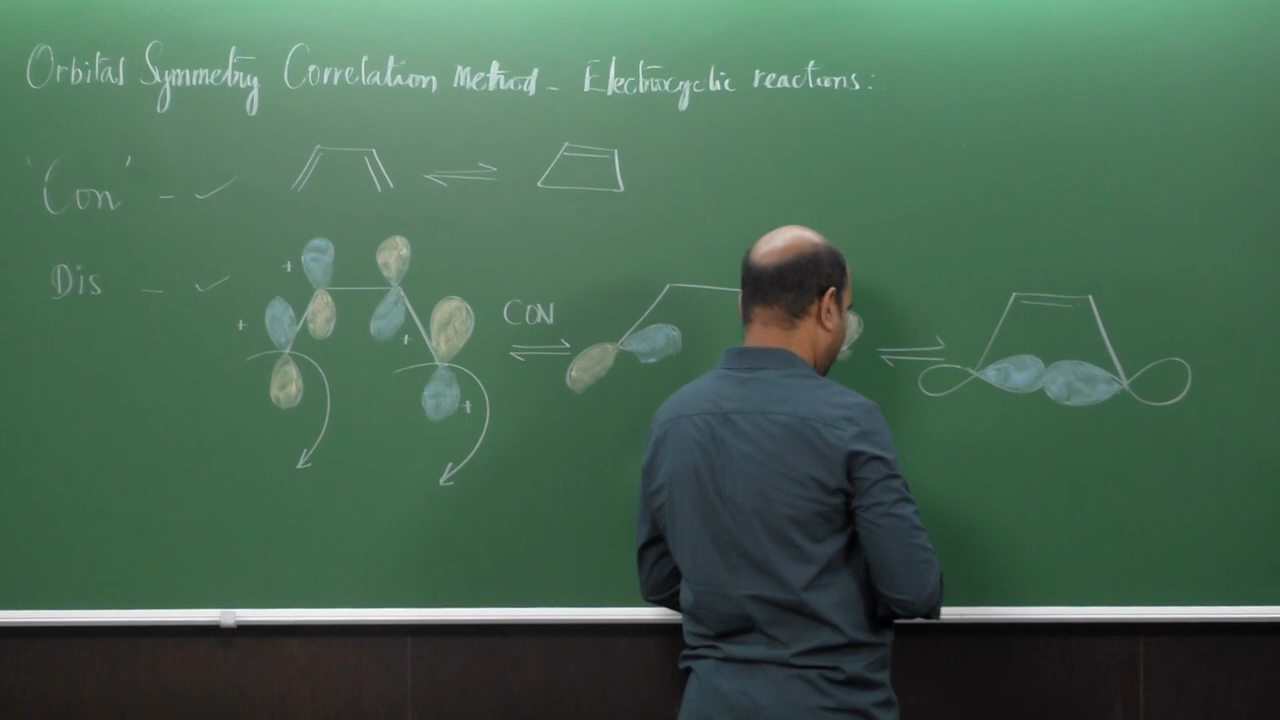 Orbital Symmetry Correlation Method - Electrocyclic reactions:
'Con' - ✓
Dis - ✓
+ +
+ +
CON